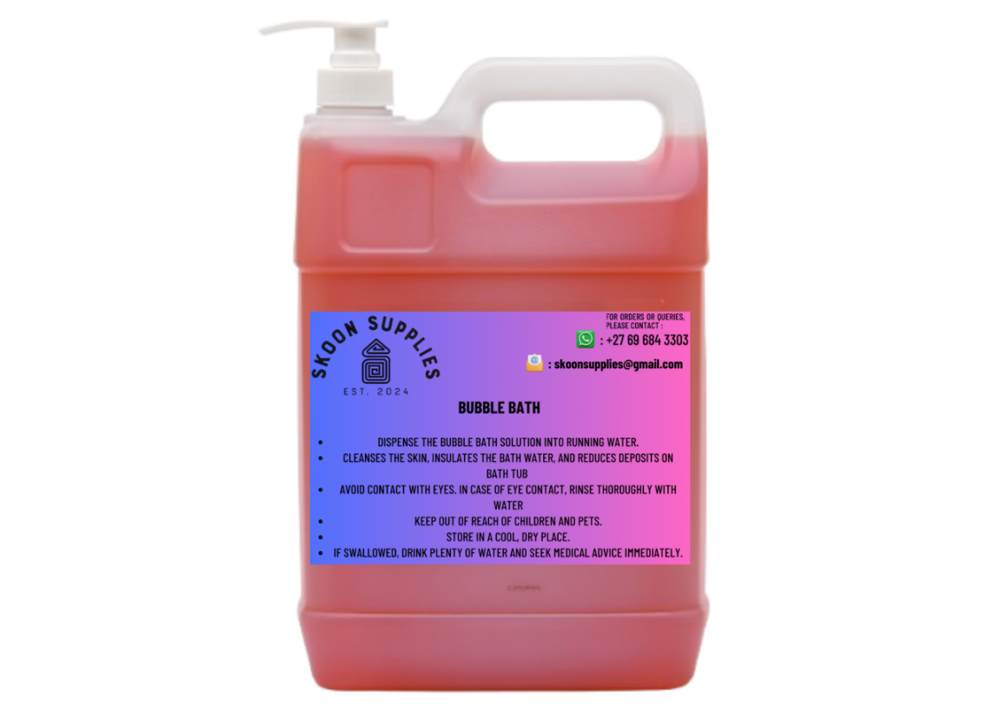 SKOON SUPPLIES
EST. 2024
FOR ORDERS OR QUERIES,
PLEASE CONTACT :
: +27 69 684 3303
: skoonsupplies@gmail.com
BUBBLE BATH
• DISPENSE THE BUBBLE BATH SOLUTION INTO RUNNING WATER.
• CLEANSES THE SKIN, INSULATES THE BATH WATER, AND REDUCES DEPOSITS ON
BATH TUB
• AVOID CONTACT WITH EYES. IN CASE OF EYE CONTACT, RINSE THOROUGHLY WITH
WATER
• KEEP OUT OF REACH OF CHILDREN AND PETS.
• STORE IN A COOL, DRY PLACE.
• IF SWALLOWED, DRINK PLENTY OF WATER AND SEEK MEDICAL ADVICE IMMEDIATELY.